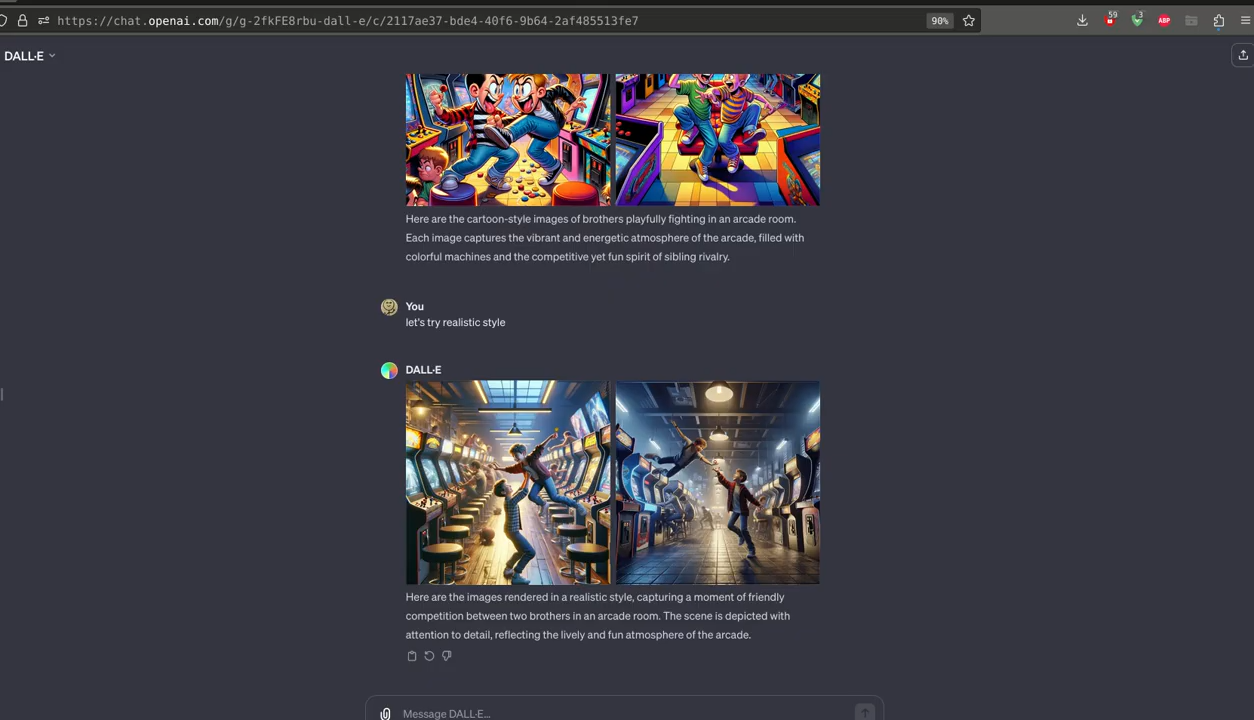 https://chat.openai.com/g/g-2fkFE8rbu-dall-e/c/2117ae37-bde4-40f6-9b64-2af485513fe7
90%
59
3
ABP
DALL·E
Here are the cartoon-style images of brothers playfully fighting in an arcade room.
Each image captures the vibrant and energetic atmosphere of the arcade, filled with
colorful machines and the competitive yet fun spirit of sibling rivalry.
You
let's try realistic style
DALL·E
Here are the images rendered in a realistic style, capturing a moment of friendly
competition between two brothers in an arcade room. The scene is depicted with
attention to detail, reflecting the lively and fun atmosphere of the arcade.
Message DALL·E…